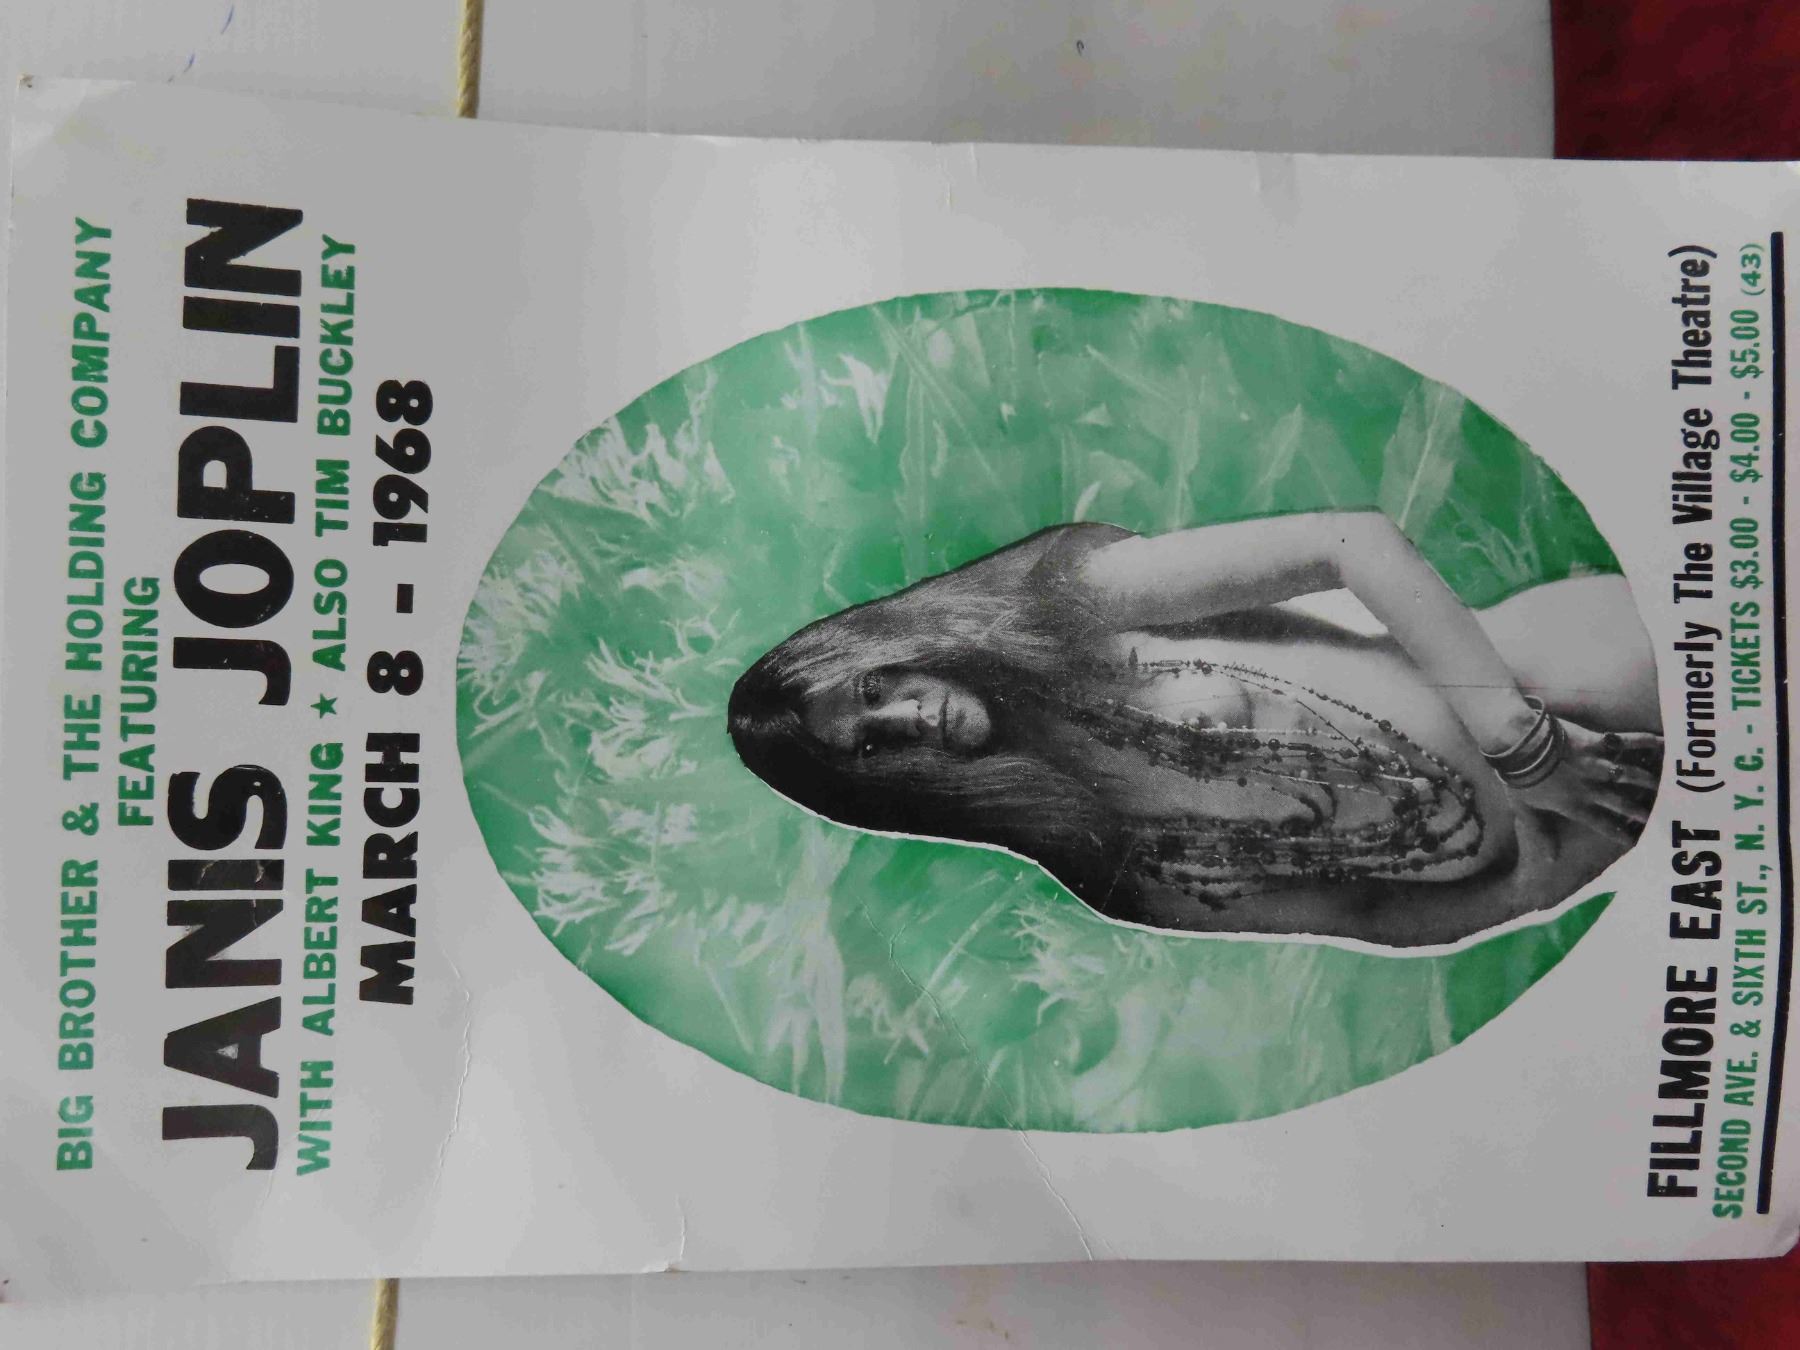 BIG BROTHER & THE HOLDING COMPANY
FEATURING
JANIS JOPLIN
WITH ALBERT KING ★ ALSO TIM BUCKLEY
MARCH 8 - 1968
FILLMORE EAST (Formerly The Village Theatre)
SECOND AVE. & SIXTH ST., N. Y. C. - TICKETS $3.00 - $4.00 - $5.00 (43)